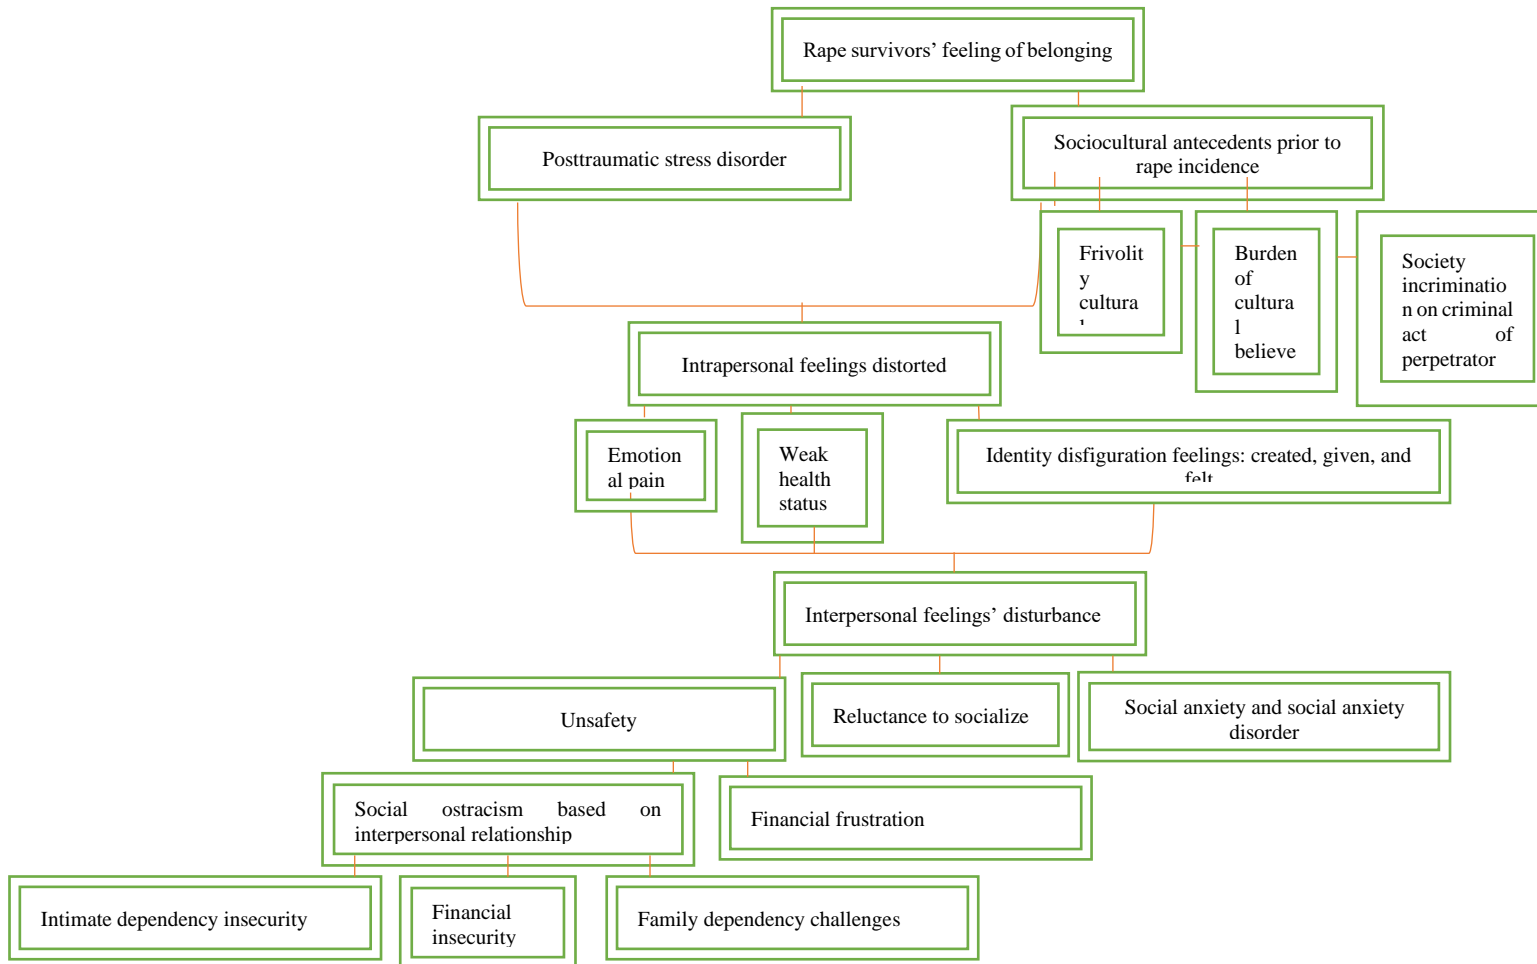 Rape survivors’ feeling of belonging
Posttraumatic stress disorder
Sociocultural antecedents prior to
rape incidence
Frivolit
y
cultura
Burden
of
cultura
l
believe
Society
incriminatio
n on criminal
act of
perpetrator
Intrapersonal feelings distorted
Emotion
al pain
Weak
health
status
Identity disfiguration feelings: created, given, and
felt
Interpersonal feelings’ disturbance
Unsafety
Reluctance to socialize
Social anxiety and social anxiety
disorder
Social ostracism based on
interpersonal relationship
Financial frustration
Intimate dependency insecurity
Financial
insecurity
Family dependency challenges